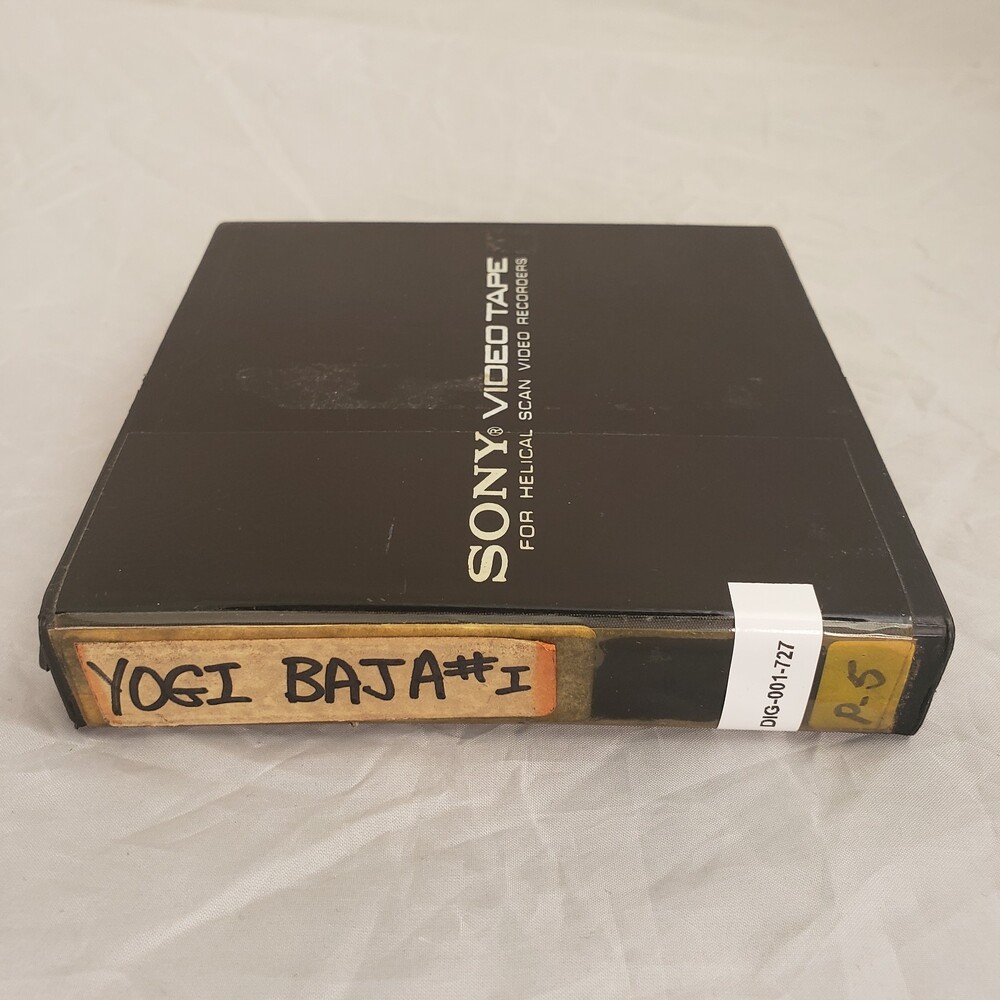 SONY® VIDEOTAPE
FOR HELICAL SCAN VIDEO RECORDERS
YOGI BAJA #I
DIG-001-727
P-5